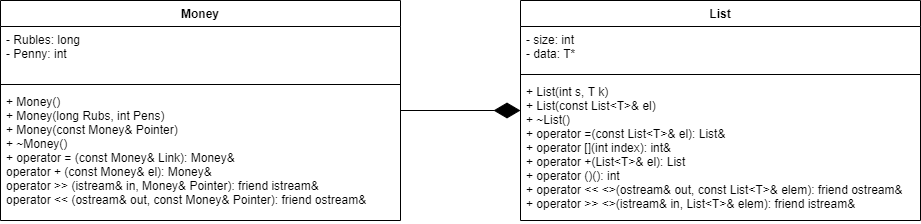 Money
- Rubles: long
- Penny: int
+ Money()
+ Money(long Rubs, int Pens)
+ Money(const Money& Pointer)
+ ~Money()
+ operator = (const Money& Link): Money&
operator + (const Money& el): Money&
operator >> (istream& in, Money& Pointer): friend istream&
operator << (ostream& out, const Money& Pointer): friend ostream&
List
- size: int
- data: T*
+ List(int s, T k)
+ List(const List<T>& el)
+ ~List()
+ operator =(const List<T>& el): List&
+ operator [](int index): int&
+ operator +(List<T>& el): List
+ operator ()(): int
+ operator << <>(ostream& out, const List<T>& elem): friend ostream&
+ operator >> <>(istream& in, List<T>& elem): friend istream&